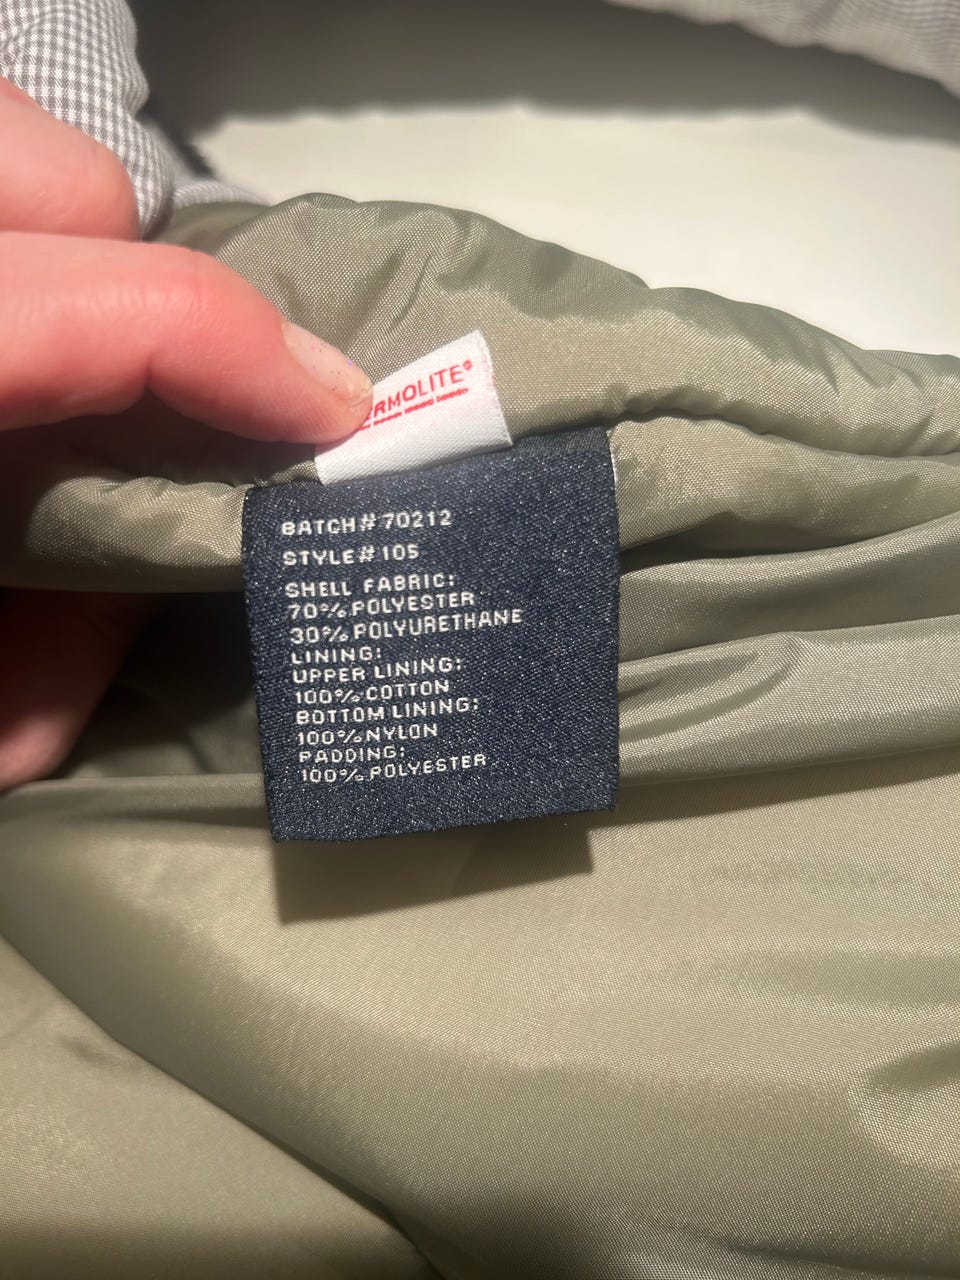 ERMOLITE®
BATCH# 70212
STYLE# 105
SHELL FABRIC:
70% POLYESTER
30% POLYURETHANE
LINING:
UPPER LINING:
100% COTTON
BOTTOM LINING:
100% NYLON
PADDING:
100% POLYESTER